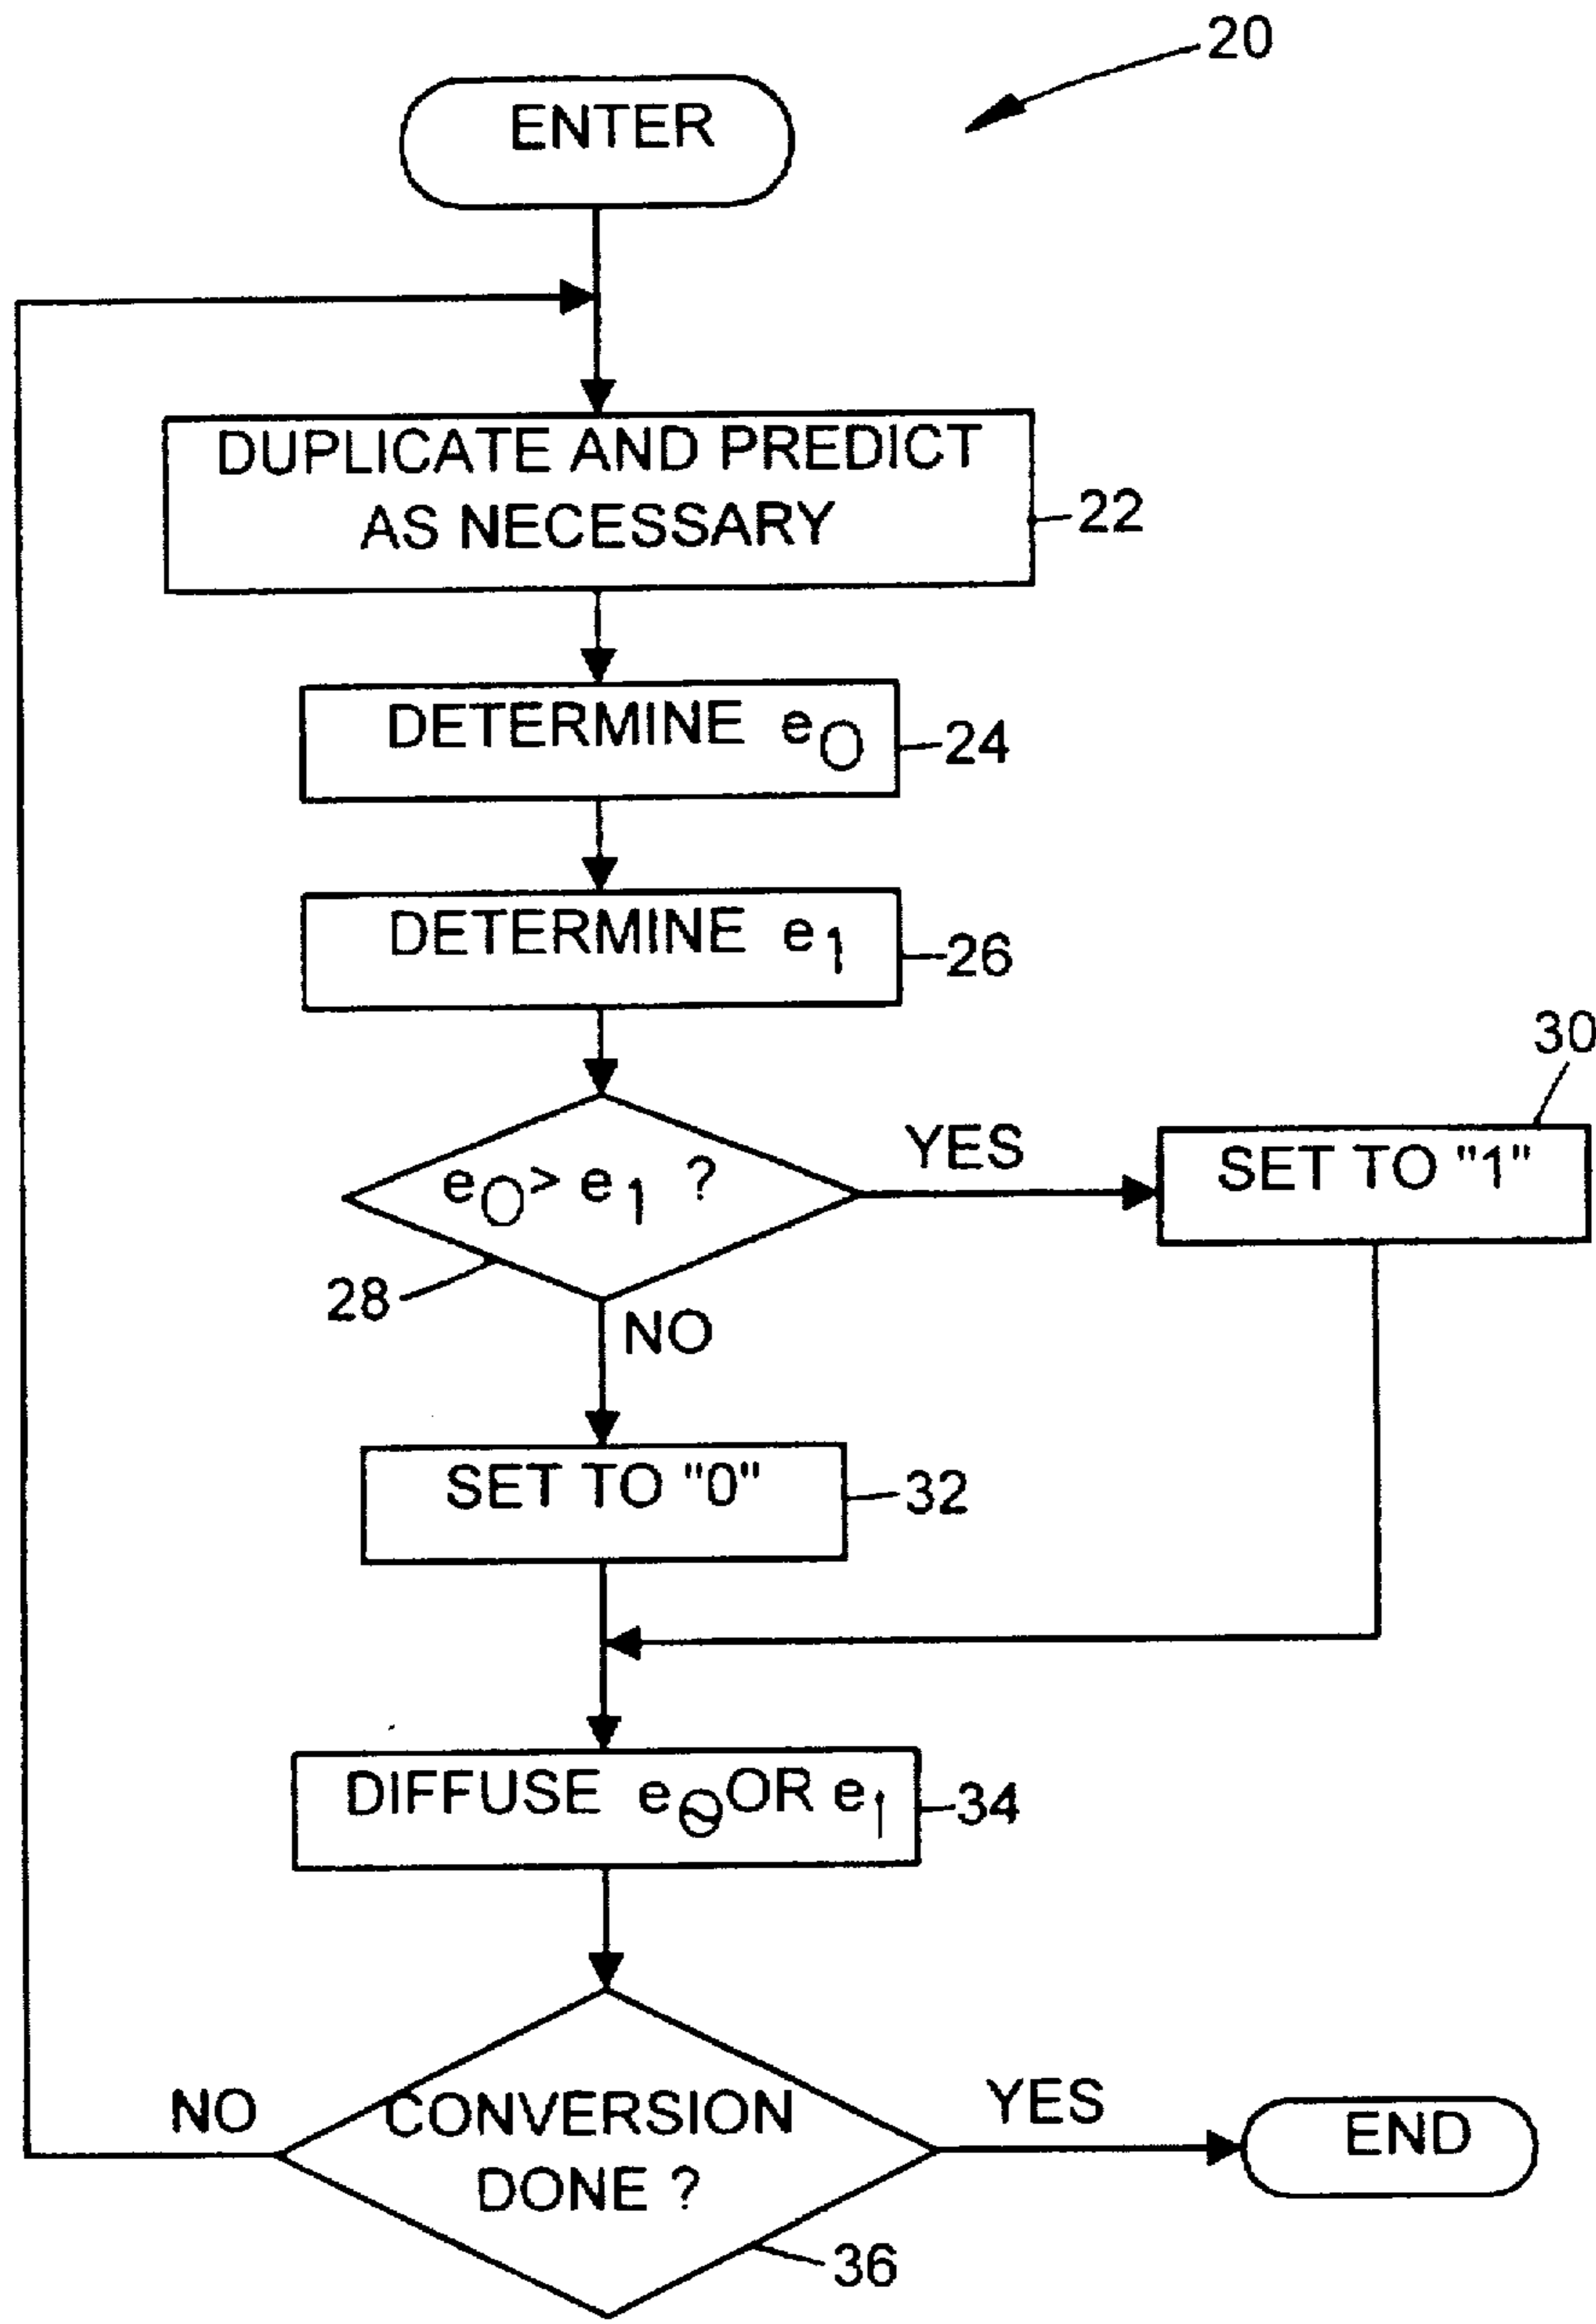 20
ENTER
DUPLICATE AND PREDICT
AS NECESSARY
22
DETERMINE e0
24
DETERMINE e1
26
30
YES
SET TO "1"
e0> e1 ?
28
NO
SET TO "0"
32
DIFFUSE e0 OR e1
34
NO
CONVERSION
DONE ?
YES
END
36